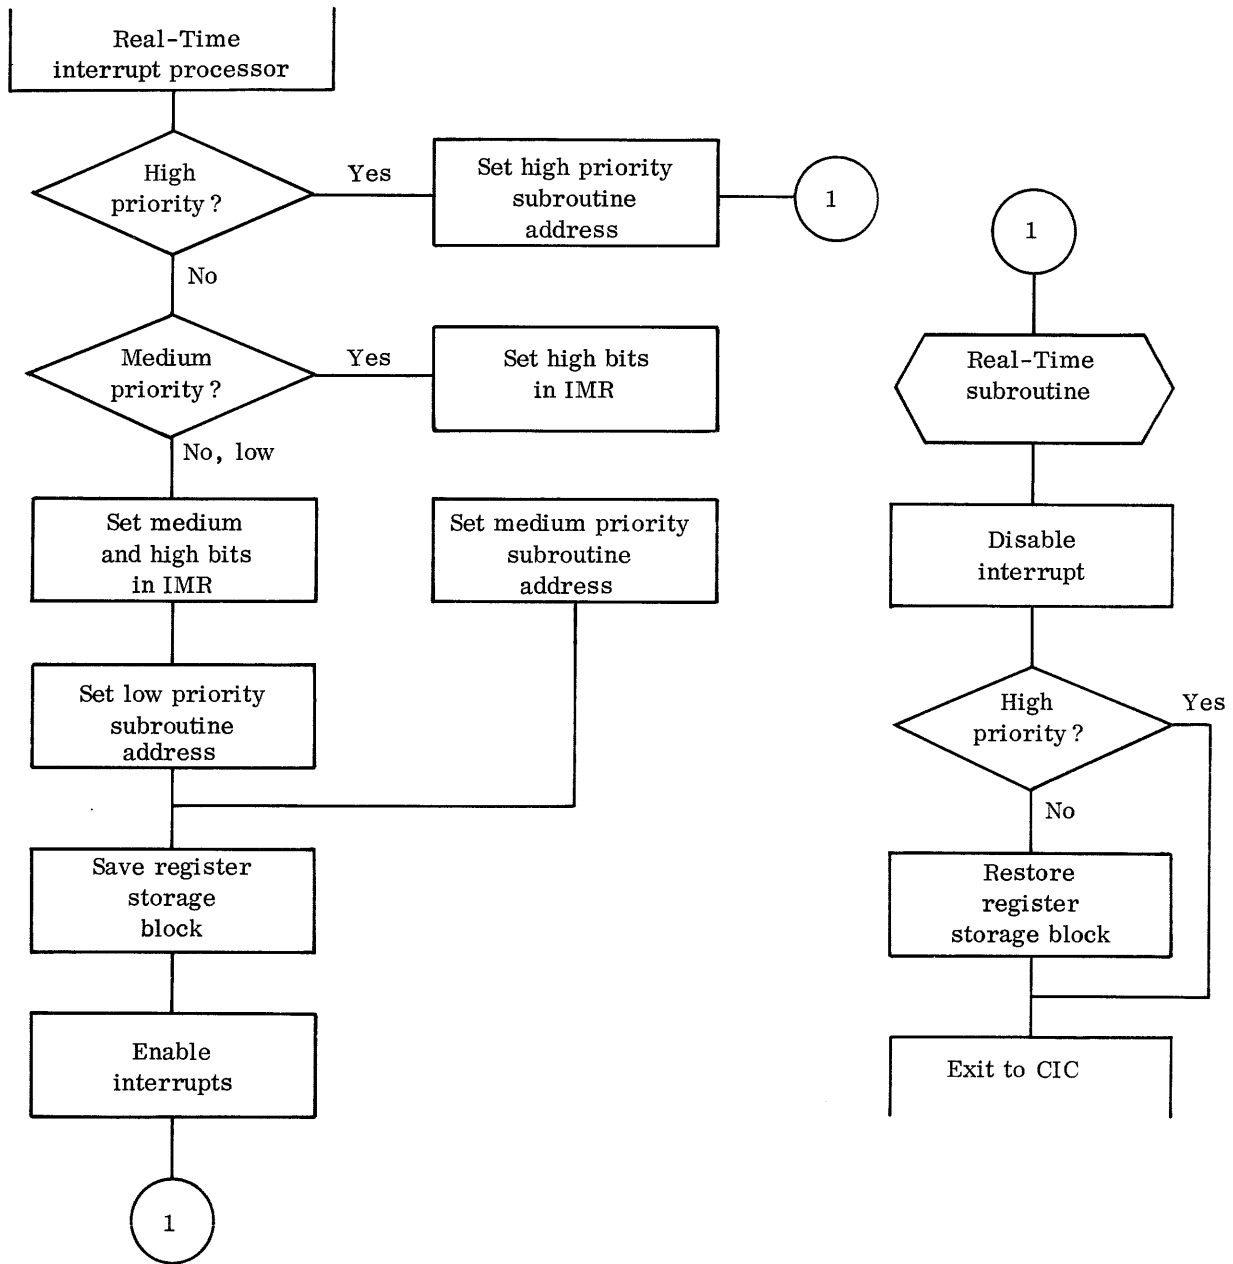 Real-Time
interrupt processor
High
priority?
Yes
Set high priority
subroutine
address
1
No
Medium
priority?
Yes
Set high bits
in IMR
No, low
Set medium
and high bits
in IMR
Set medium priority
subroutine
address
Set low priority
subroutine
address
Save register
storage
block
Enable
interrupts
1
1
Real-Time
subroutine
Disable
interrupt
High
priority?
Yes
No
Restore
register
storage block
Exit to CIC